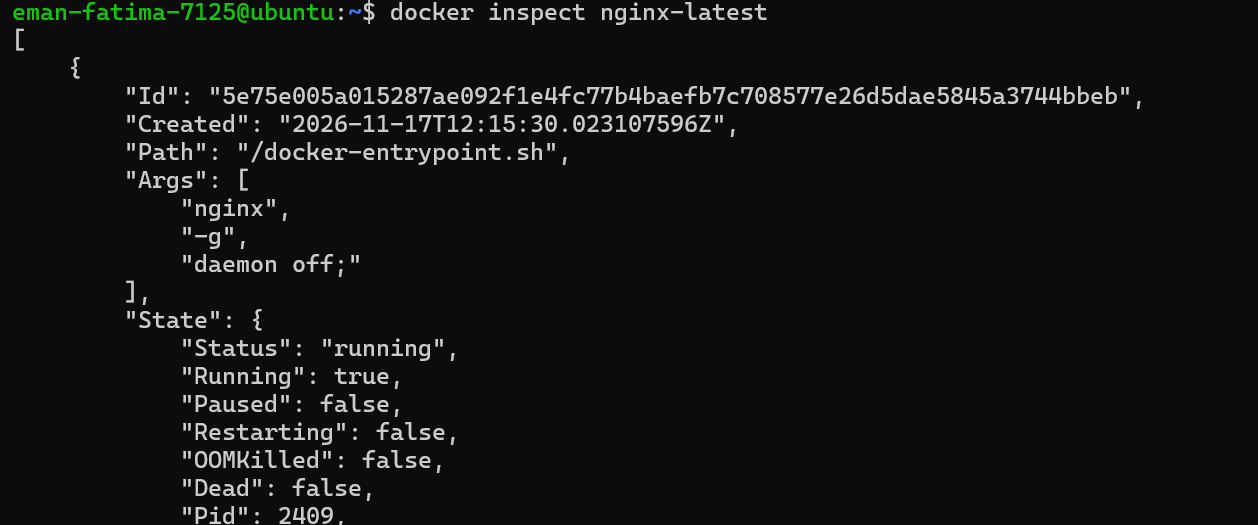 eman-fatima-7125@ubuntu:~$ docker inspect nginx-latest
[
    {
        "Id": "5e75e005a015287ae092f1e4fc77b4baefb7c708577e26d5dae5845a3744bbeb",
        "Created": "2026-11-17T12:15:30.023107596Z",
        "Path": "/docker-entrypoint.sh",
        "Args": [
            "nginx",
            "-g",
            "daemon off;"
        ],
        "State": {
            "Status": "running",
            "Running": true,
            "Paused": false,
            "Restarting": false,
            "OOMKilled": false,
            "Dead": false,
            "Pid": 2409,